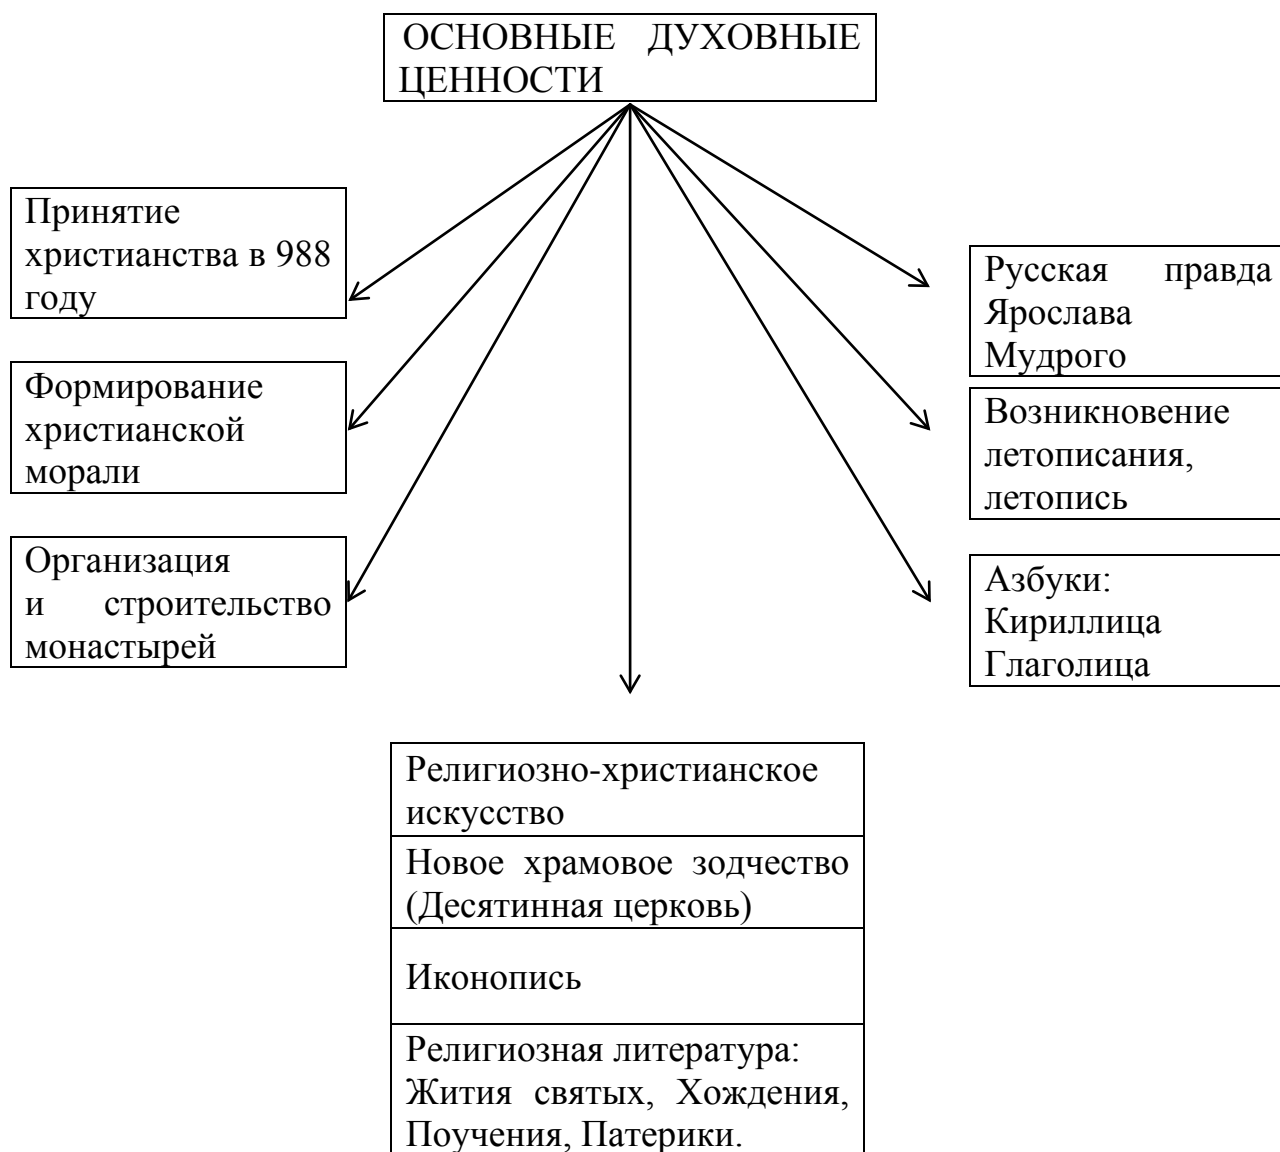 ОСНОВНЫЕ ДУХОВНЫЕ
ЦЕННОСТИ
Принятие
христианства в 988
году
Формирование
христианской
морали
Организация
и строительство
монастырей
Русская правда
Ярослава
Мудрого
Возникновение
летописания,
летопись
Азбуки:
Кириллица
Глаголица
Религиозно-христианское
искусство
Новое храмовое зодчество
(Десятинная церковь)
Иконопись
Религиозная литература:
Жития святых, Хождения,
Поучения, Патерики.